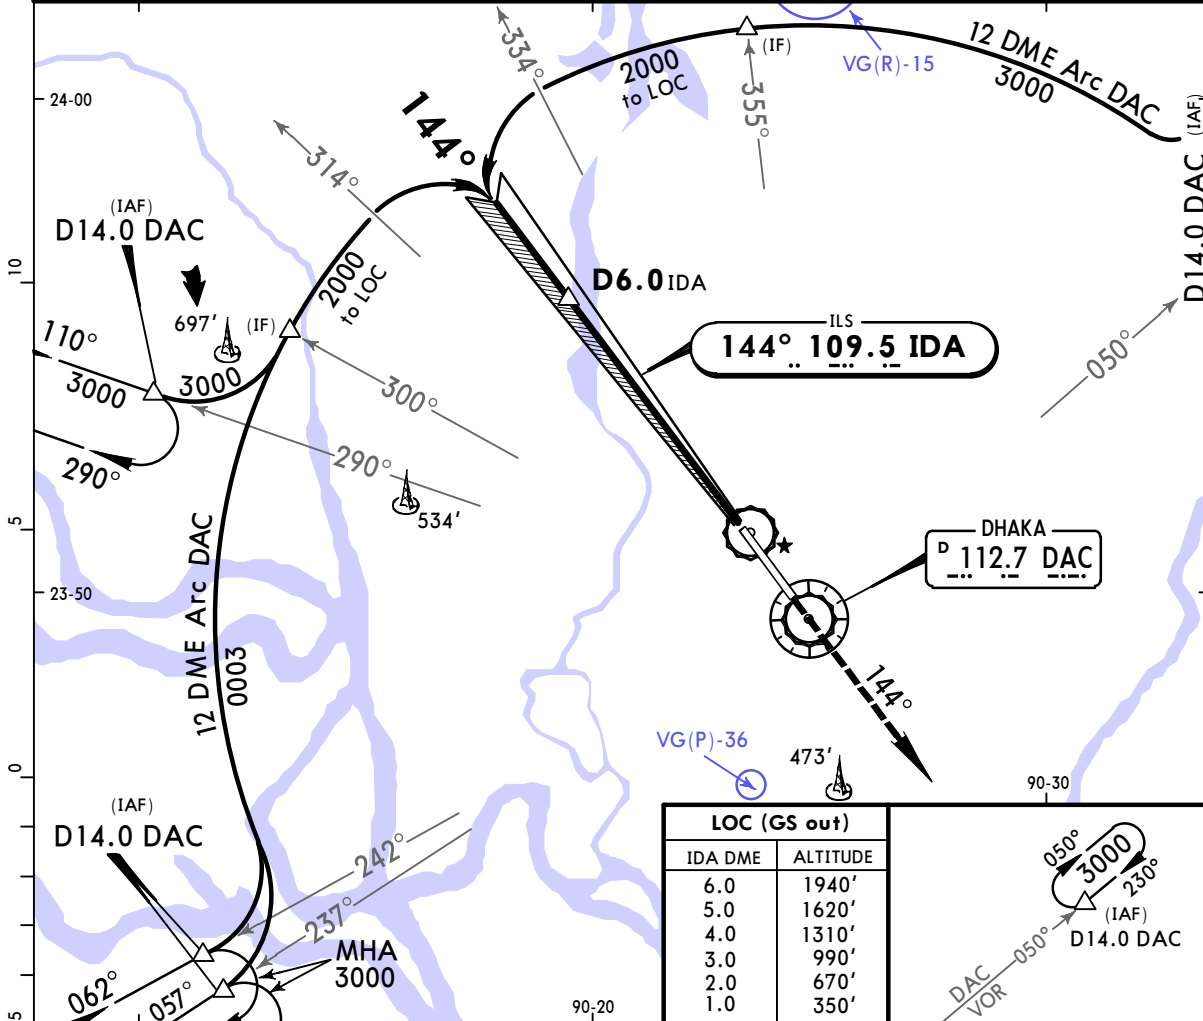 334°
(IF)
VG(R)-15
12 DME Arc DAC
3000
2000
to LOC
355°
24-00
144°
(IAF)
D14.0 DAC
314°
(IAF)
D14.0 DAC
10
2000
to LOC
D6.0 IDA
697'
(IF)
ILS
144° 109.5 IDA
050°
110°
3000
3000
300°
290°
290°
534'
5
12 DME Arc DAC
3000
DHAKA
D 112.7 DAC
23-50
144°
VG(P)-36
473'
0
90-30
(IAF)
D14.0 DAC
242°
237°
MHA
3000
062°
057°
5
90-20
LOC (GS out)
IDA DME ALTITUDE
6.0 1940'
5.0 1620'
4.0 1310'
3.0 990'
2.0 670'
1.0 350'
050°
3000
230°
(IAF)
D14.0 DAC
050°
DAC
VOR